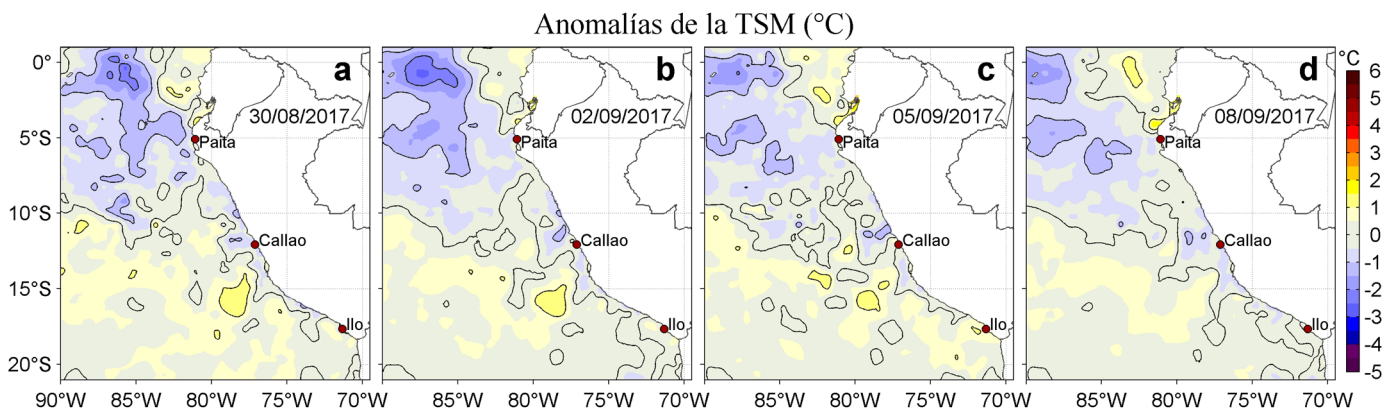 Anomalías de la TSM (°C)
a
30/08/2017
Paita
Callao
Ilo
b
02/09/2017
Paita
Callao
Ilo
c
05/09/2017
Paita
Callao
Ilo
d
08/09/2017
Paita
Callao
Ilo
0°
5°S
10°S
15°S
20°S
90°W 85°W 80°W 75°W 70°W
85°W 80°W 75°W 70°W
85°W 80°W 75°W 70°W
85°W 80°W 75°W 70°W
°C
6
5
4
3
2
1
0
-1
-2
-3
-4
-5